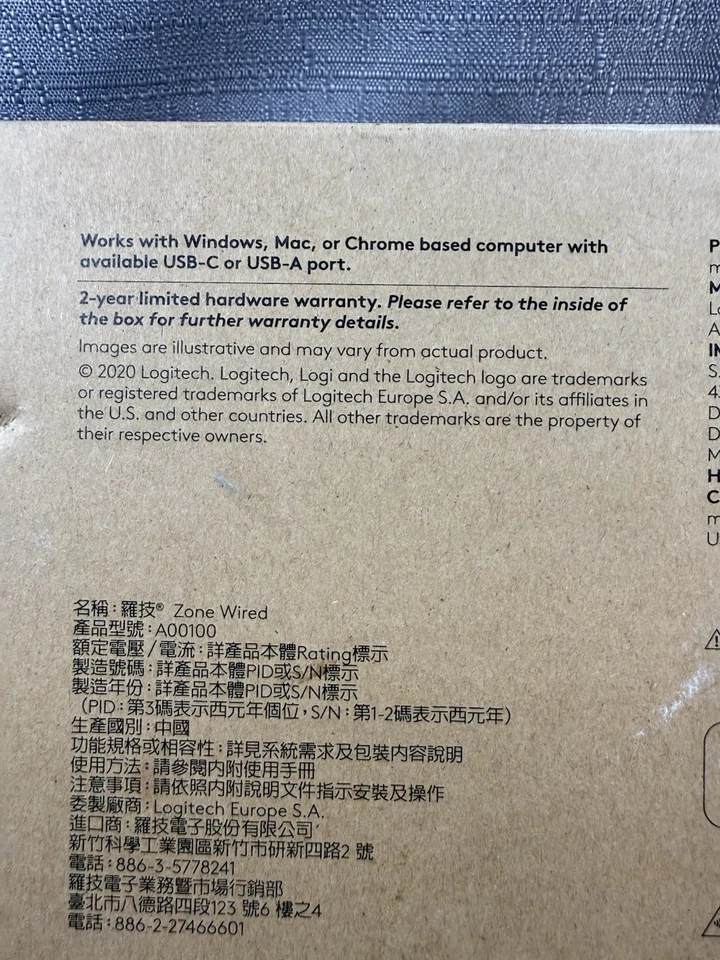 Works with Windows, Mac, or Chrome based computer with
available USB-C or USB-A port.
2-year limited hardware warranty. Please refer to the inside of
the box for further warranty details.
Images are illustrative and may vary from actual product.
© 2020 Logitech. Logitech, Logi and the Logitech logo are trademarks
or registered trademarks of Logitech Europe S.A. and/or its affiliates in
the U.S. and other countries. All other trademarks are the property of
their respective owners.
名稱：羅技® Zone Wired
產品型號：A00100
額定電壓/電流：詳產品本體Rating標示
製造號碼：詳產品本體PID或S/N標示
製造年份：詳產品本體PID或S/N標示
（PID：第3碼表示西元年個位，S/N：第1-2碼表示西元年）
生產國別：中國
功能規格或相容性：詳見系統需求及包裝內容說明
使用方法：請參閱內附使用手冊
注意事項：請依照內附說明文件指示安裝及操作
委製廠商：Logitech Europe S.A.
進口商：羅技電子股份有限公司
新竹科學工業園區新竹市研新四路2 號
電話：886-3-5778241
羅技電子業務暨市場行銷部
臺北市八德路四段123 號6 樓之4
電話：886-2-27466601